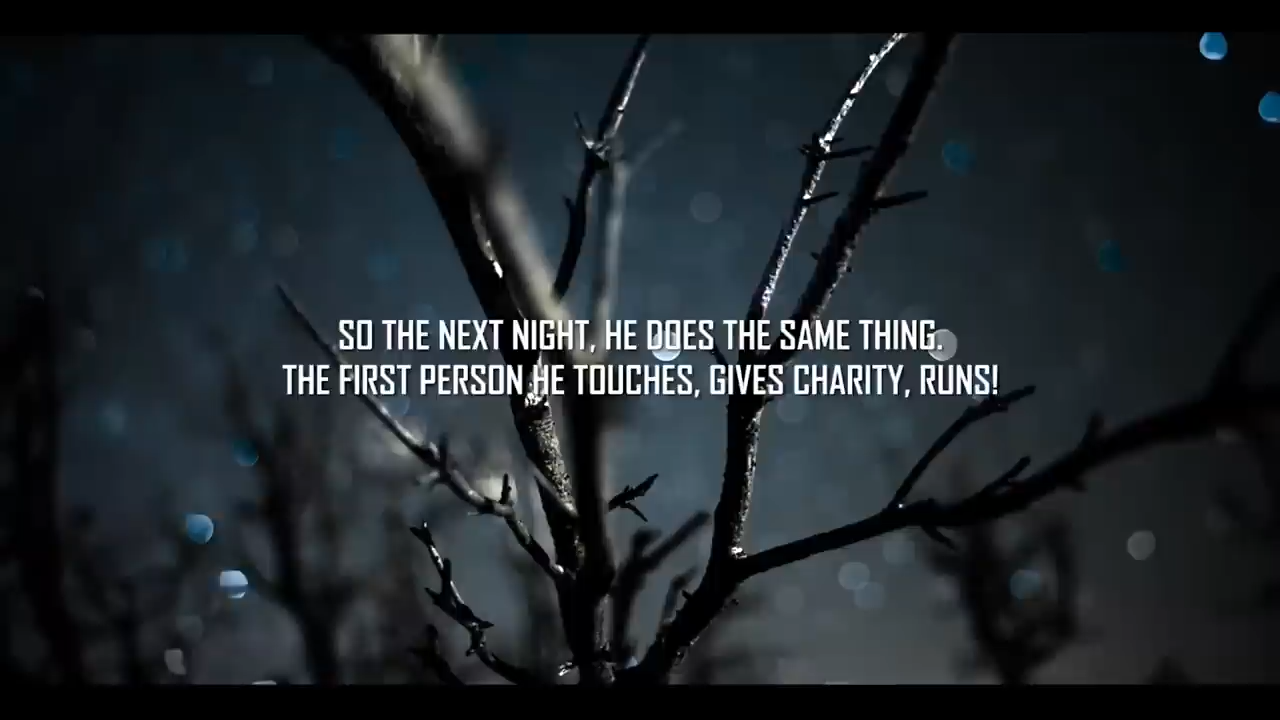 SO THE NEXT NIGHT, HE DOES THE SAME THING.
THE FIRST PERSON HE TOUCHES, GIVES CHARITY, RUNS!